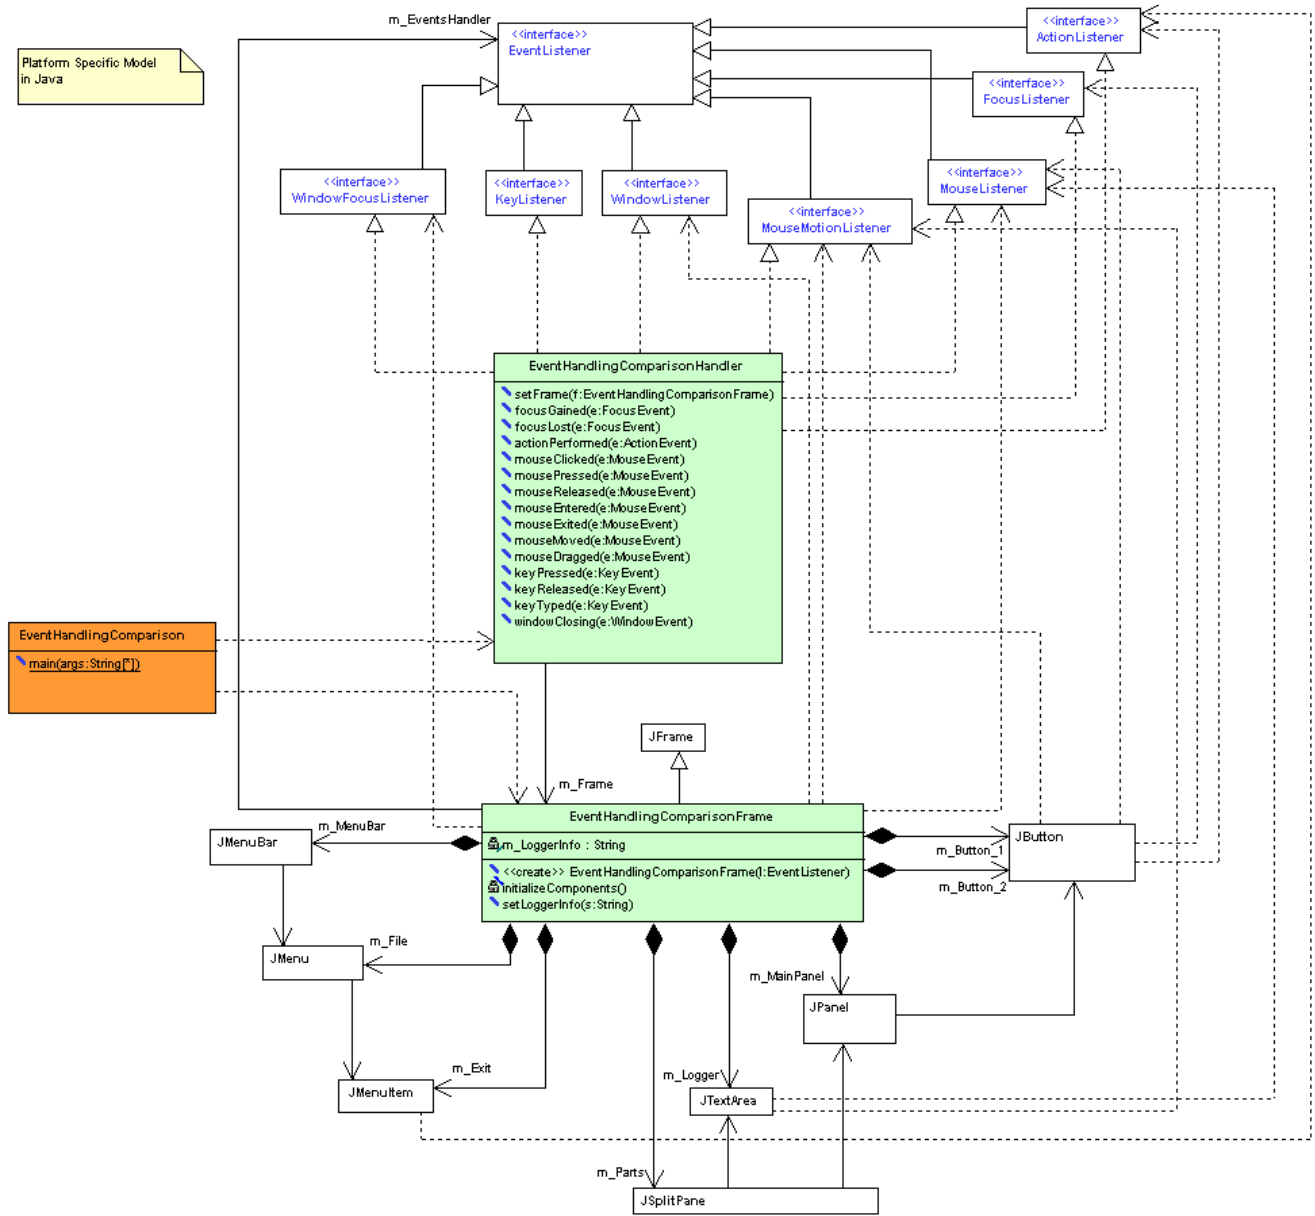 m_EventsHandler
<<interface>>
EventListener
<<interface>>
ActionListener
Platform Specific Model
in Java
<<interface>>
FocusListener
<<interface>>
WindowFocusListener
<<interface>>
KeyListener
<<interface>>
WindowListener
<<interface>>
MouseListener
<<interface>>
MouseMotionListener
EventHandlingComparisonHandler
setFrame(f:EventHandlingComparisonFrame)
focusGained(e:FocusEvent)
focusLost(e:FocusEvent)
actionPerformed(e:ActionEvent)
mouseClicked(e:MouseEvent)
mousePressed(e:MouseEvent)
mouseReleased(e:MouseEvent)
mouseEntered(e:MouseEvent)
mouseExited(e:MouseEvent)
mouseMoved(e:MouseEvent)
mouseDragged(e:MouseEvent)
keyPressed(e:KeyEvent)
keyReleased(e:KeyEvent)
keyTyped(e:KeyEvent)
windowClosing(e:WindowEvent)
EventHandlingComparison
main(args:String[*])
JFrame
m_Frame
EventHandlingComparisonFrame
m_LoggerInfo : String
<<create>> EventHandlingComparisonFrame(l:EventListener)
initializeComponents()
setLoggerInfo(s:String)
m_MenuBar
JMenuBar
m_Button_1
JButton
m_Button_2
m_File
JMenu
m_MainPanel
JPanel
m_Exit
JMenuItem
m_Logger
JTextArea
m_Parts
JSplitPane